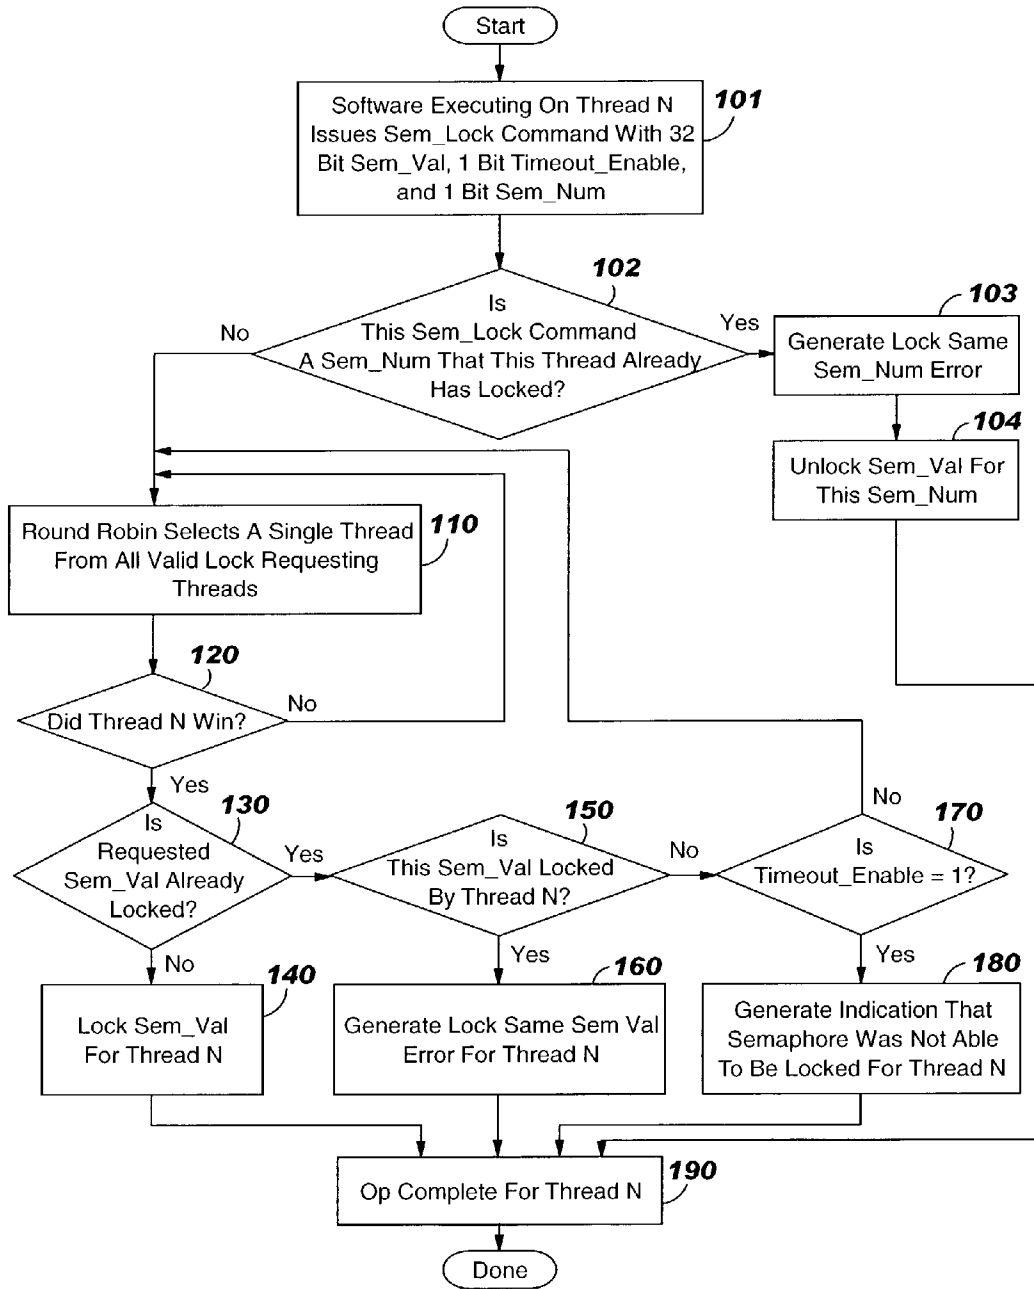 Start
101
Software Executing On Thread N
Issues Sem_Lock Command With 32
Bit Sem_Val, 1 Bit Timeout_Enable,
and 1 Bit Sem_Num
102
Is
This Sem_Lock Command
A Sem_Num That This Thread Already
Has Locked?
No
Yes
103
Generate Lock Same
Sem_Num Error
104
Unlock Sem_Val For
This Sem_Num
110
Round Robin Selects A Single Thread
From All Valid Lock Requesting
Threads
120
Did Thread N Win?
No
Yes
130
Is
Requested
Sem_Val Already
Locked?
Yes
No
150
Is
This Sem_Val Locked
By Thread N?
No
Yes
170
Is
Timeout_Enable = 1?
No
Yes
140
Lock Sem_Val
For Thread N
160
Generate Lock Same Sem Val
Error For Thread N
180
Generate Indication That
Semaphore Was Not Able
To Be Locked For Thread N
190
Op Complete For Thread N
Done